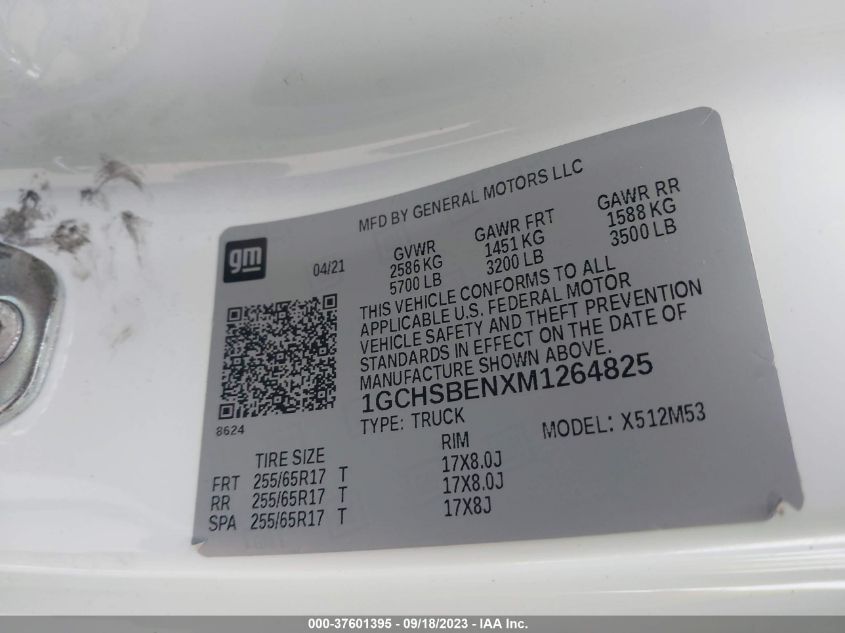 MFD BY GENERAL MOTORS LLC
gm
04/21
GVWR GAWR FRT GAWR RR
2586 KG 1451 KG 1588 KG
5700 LB 3200 LB 3500 LB
THIS VEHICLE CONFORMS TO ALL
APPLICABLE U.S. FEDERAL MOTOR
VEHICLE SAFETY AND THEFT PREVENTION
STANDARDS IN EFFECT ON THE DATE OF
MANUFACTURE SHOWN ABOVE.
1GCHSBENXM1264825
8624
TYPE: TRUCK MODEL: X512M53
TIRE SIZE RIM
FRT 255/65R17 T 17X8.0J
RR 255/65R17 T 17X8.0J
SPA 255/65R17 T 17X8J
000-37601395 - 09/18/2023 - IAA Inc.